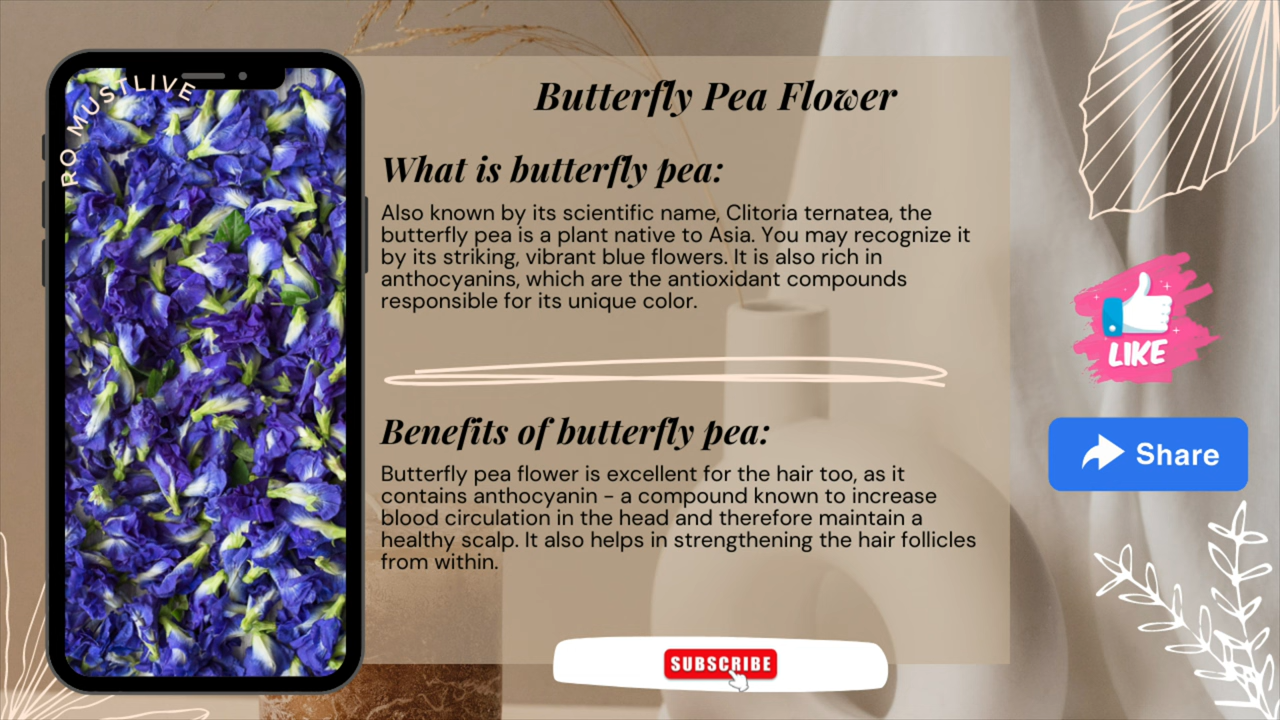 RO MUSTLIVE
Butterfly Pea Flower
What is butterfly pea:
Also known by its scientific name, Clitoria ternatea, the
butterfly pea is a plant native to Asia. You may recognize it
by its striking, vibrant blue flowers. It is also rich in
anthocyanins, which are the antioxidant compounds
responsible for its unique color.
Benefits of butterfly pea:
Butterfly pea flower is excellent for the hair too, as it
contains anthocyanin – a compound known to increase
blood circulation in the head and therefore maintain a
healthy scalp. It also helps in strengthening the hair follicles
from within.
LIKE
Share
SUBSCRIBE